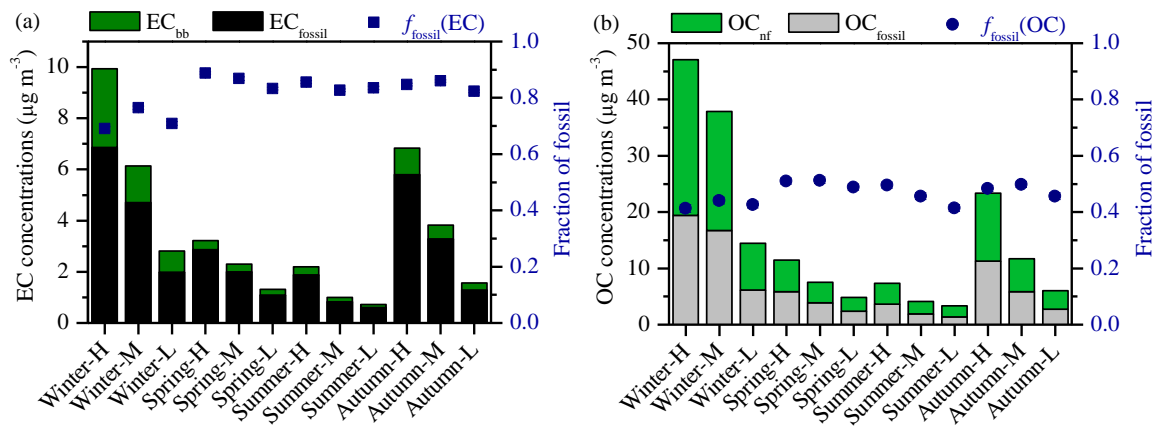 (a) EC_bb EC_fossil f_fossil(EC)
EC concentrations (μg m⁻³)
10
8
6
4
2
0
1.0
0.8
0.6
0.4
0.2
0.0
Fraction of fossil
Winter-H
Winter-M
Winter-L
Spring-H
Spring-M
Spring-L
Summer-H
Summer-M
Summer-L
Autumn-H
Autumn-M
Autumn-L
(b) OC_nf OC_fossil f_fossil(OC)
OC concentrations (μg m⁻³)
50
40
30
20
10
0
1.0
0.8
0.6
0.4
0.2
0.0
Fraction of fossil
Winter-H
Winter-M
Winter-L
Spring-H
Spring-M
Spring-L
Summer-H
Summer-M
Summer-L
Autumn-H
Autumn-M
Autumn-L